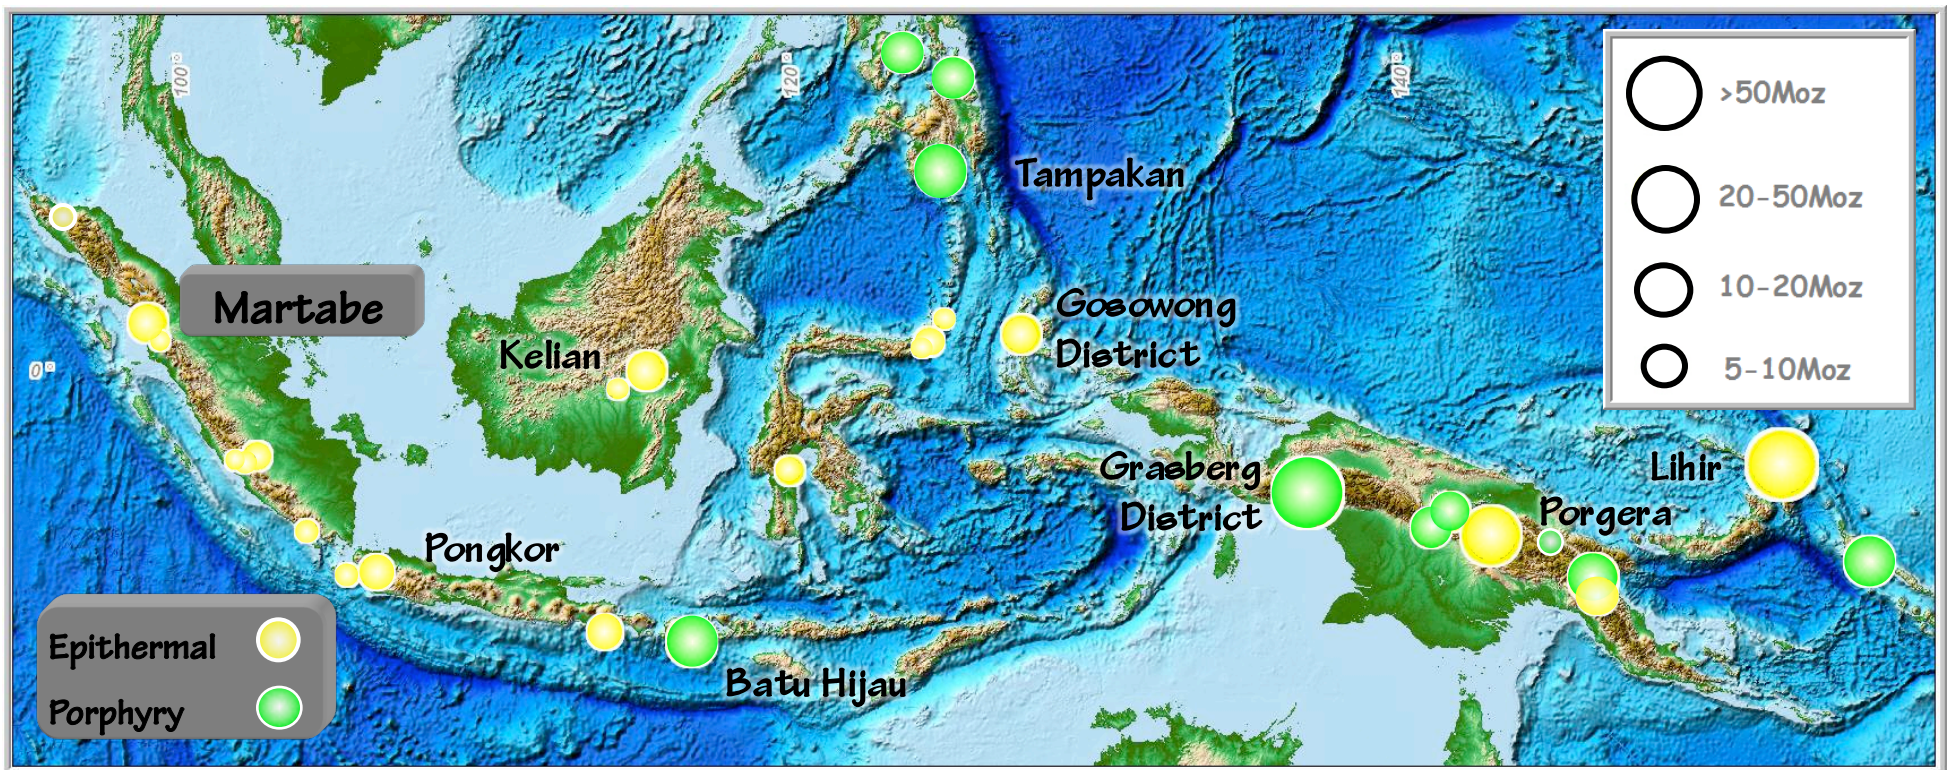 100°
120°
140°
>50Moz
20-50Moz
10-20Moz
5-10Moz
Tampakan
Martabe
Gosowong
District
Kelian
0°
Grasberg
District
Lihir
Porgera
Pongkor
Batu Hijau
Epithermal
Porphyry